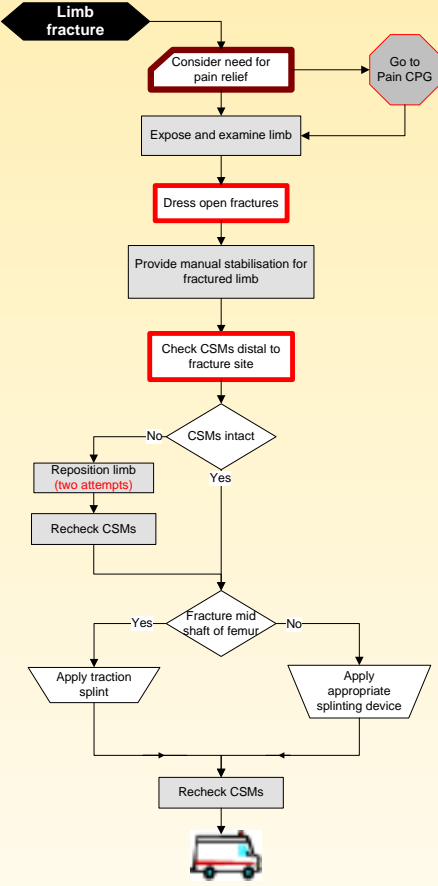 Limb
fracture
Consider need for
pain relief
Go to
Pain CPG
Expose and examine limb
Dress open fractures
Provide manual stabilisation for
fractured limb
Check CSMs distal to
fracture site
CSMs intact
No
Yes
Reposition limb
(two attempts)
Recheck CSMs
Fracture mid
shaft of femur
Yes
No
Apply traction
splint
Apply
appropriate
splinting device
Recheck CSMs